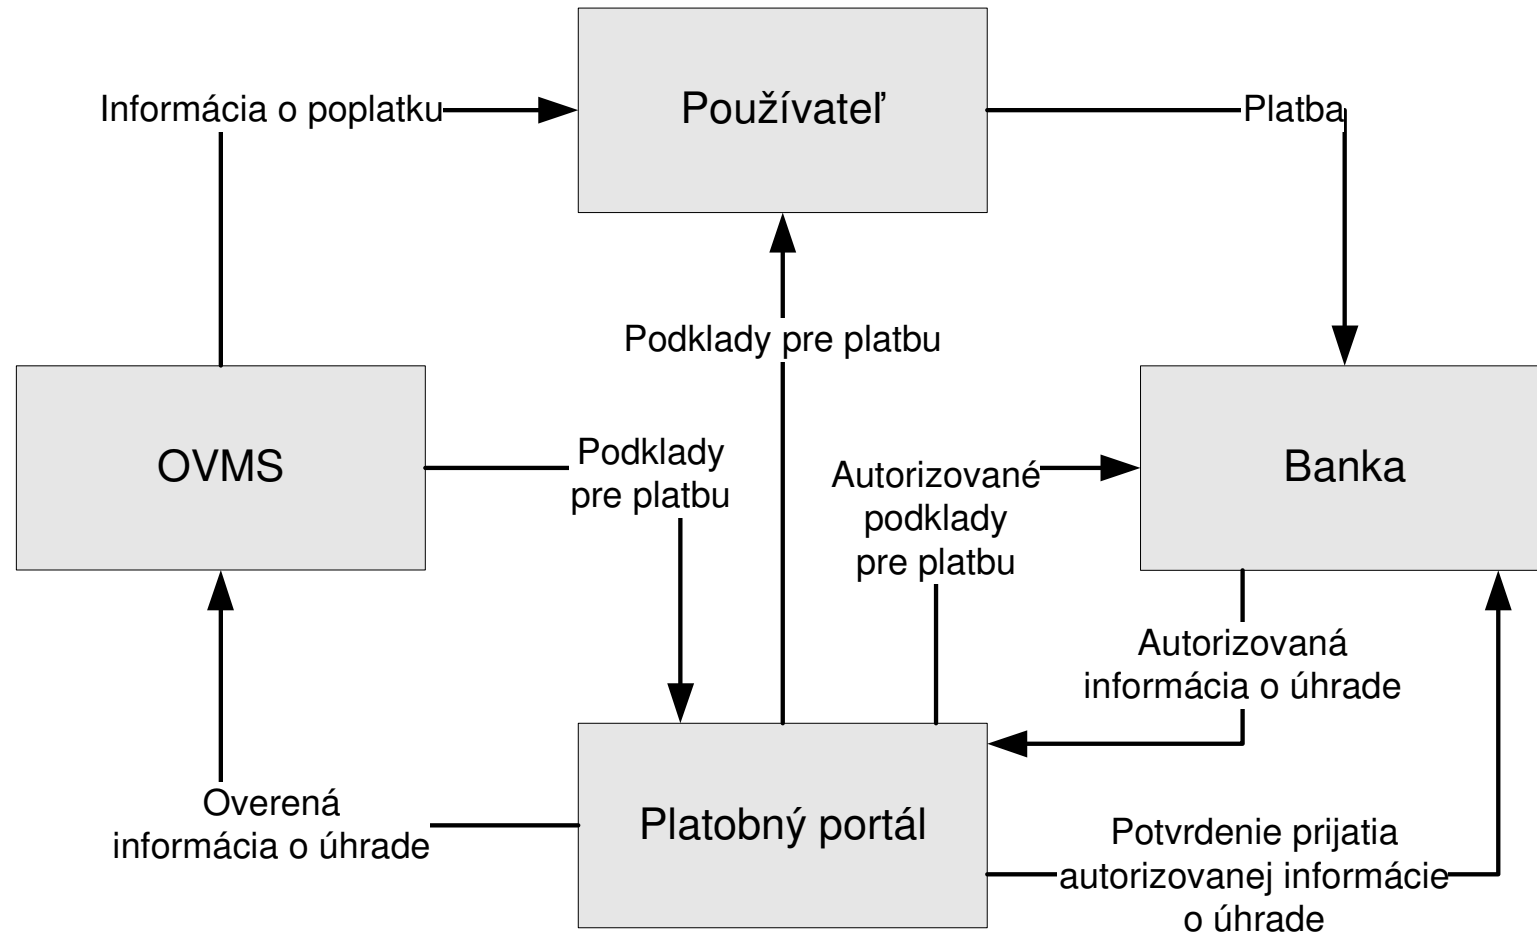 Používateľ
Informácia o poplatku
Platba
Podklady pre platbu
OVMS
Podklady
pre platbu
Autorizované
podklady
pre platbu
Banka
Autorizovaná
informácia o úhrade
Overená
informácia o úhrade
Platobný portál
Potvrdenie prijatia
autorizovanej informácie
o úhrade